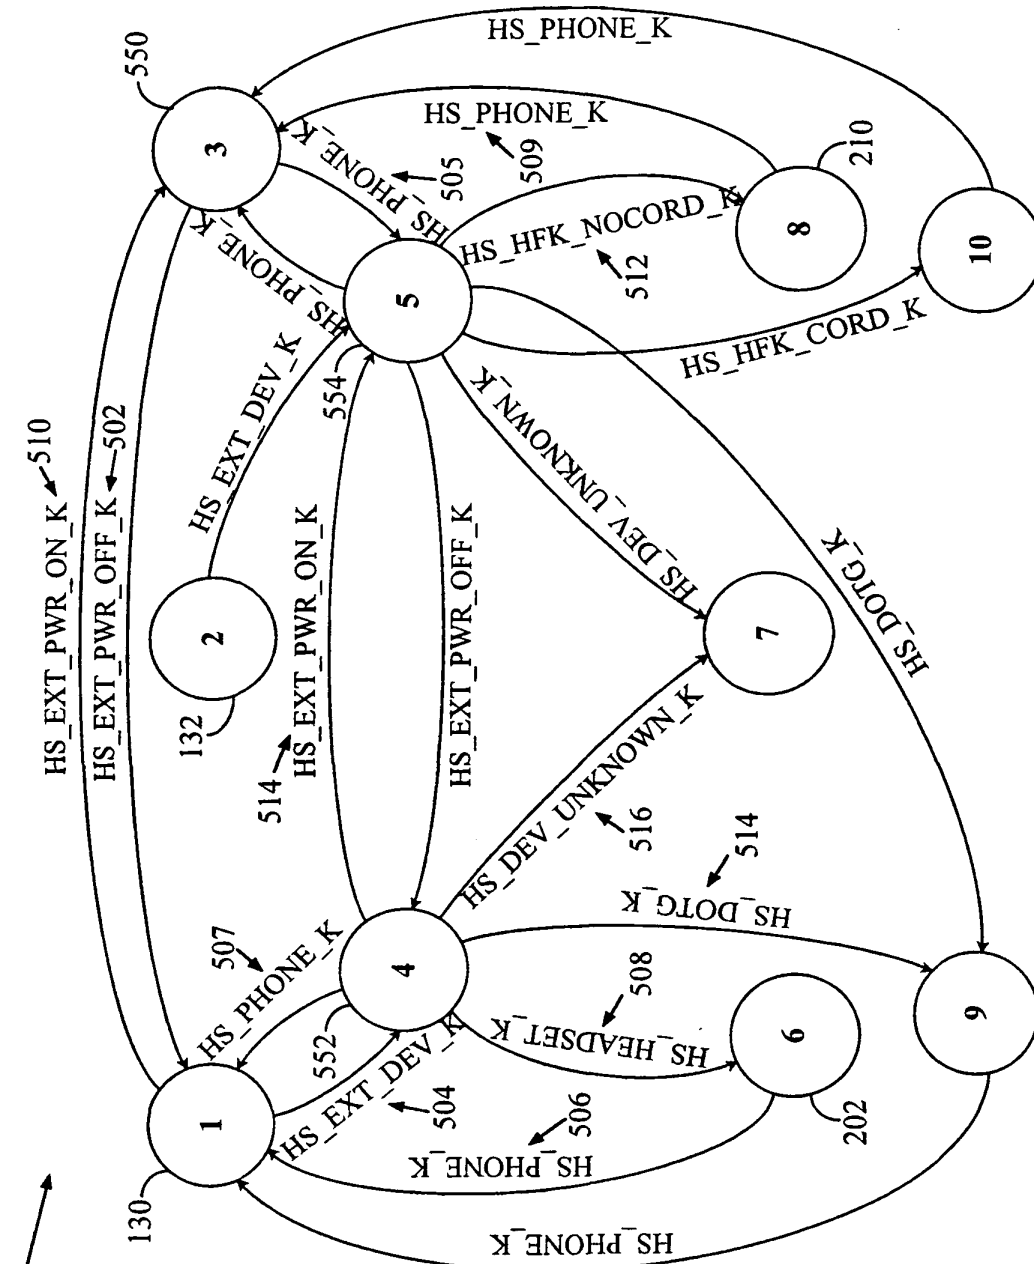 HS_EXT_PWR_ON_K
510
HS_EXT_PWR_OFF_K
502
130
1
132
2
HS_EXT_DEV_K
550
3
HS_PHONE_K
HS_PHONE_K
505
HS_PHONE_K
509
HS_PHONE_K
507
HS_PHONE_K
552
4
HS_EXT_DEV_K
504
514
HS_EXT_PWR_ON_K
HS_EXT_PWR_OFF_K
554
5
HS_HFK_NOCORD_K
512
8
210
HS_HFK_CORD_K
10
HS_DEV_UNKNOWN_K
HS_DEV_UNKNOWN_K
516
7
HS_DOTG_K
HS_DOTG_K
514
HS_HEADSET_K
508
6
202
HS_PHONE_K
506
HS_PHONE_K
9